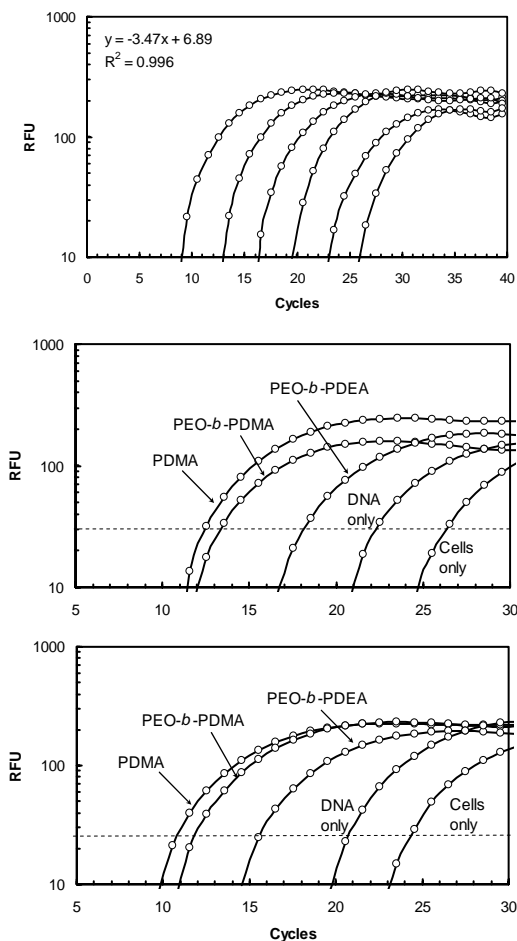 1000
y = -3.47x + 6.89
R² = 0.996
100
RFU
10
0 5 10 15 20 25 30 35 40
Cycles
1000
PEO-b-PDEA
PEO-b-PDMA
PDMA
100
RFU
DNA
only
Cells
only
10
5 10 15 20 25 30
1000
PEO-b-PDEA
PEO-b-PDMA
PDMA
100
RFU
DNA
only
Cells
only
10
5 10 15 20 25 30
Cycles